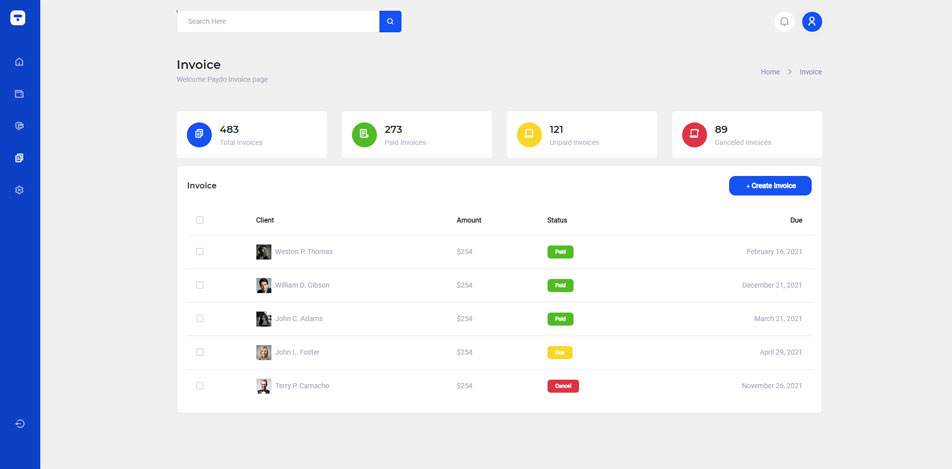 Search Here
Invoice
Welcome Paydo Invoice page
Home > Invoice
483
Total Invoices
273
Paid Invoices
121
Unpaid Invoices
89
Canceled Invoices
Invoice
+ Create Invoice
Client Amount Status Due
Weston P. Thomas $254 Paid February 16, 2021
William D. Gibson $254 Paid December 21, 2021
John C. Adams $254 Paid March 21, 2021
John L. Foster $254 Due April 29, 2021
Terry P. Camacho $254 Cancel November 26, 2021